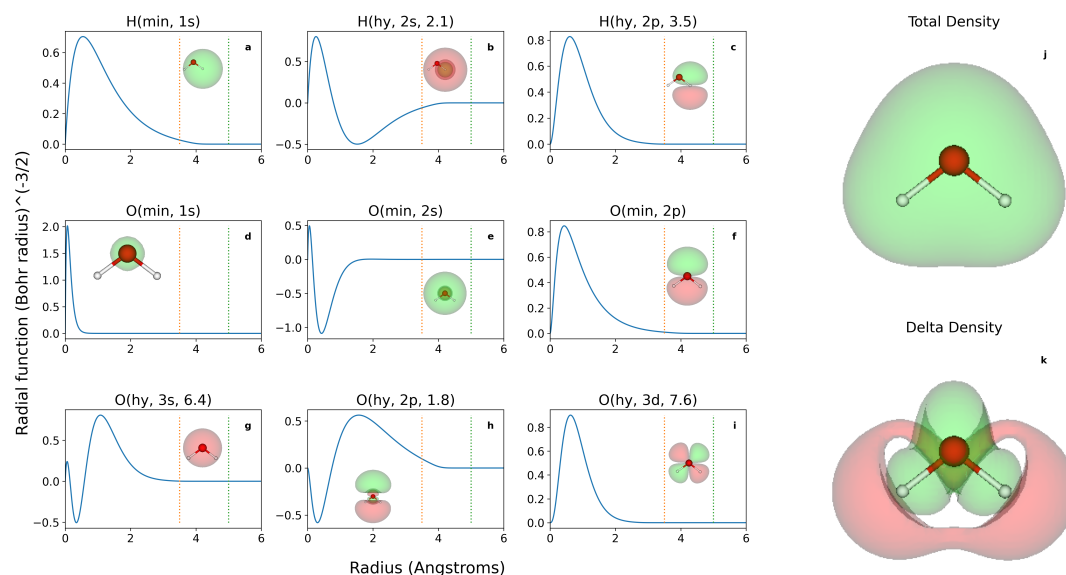 H(min, 1s)
H(hy, 2s, 2.1)
H(hy, 2p, 3.5)
Total Density
a
b
c
j
0.6
0.4
0.2
0.0
0.5
0.0
−0.5
0.8
0.6
0.4
0.2
0.0
0 2 4 6
0 2 4 6
0 2 4 6
Radial function (Bohr radius)^(-3/2)
O(min, 1s)
O(min, 2s)
O(min, 2p)
d
e
f
2.0
1.5
1.0
0.5
0.0
0.5
0.0
−0.5
−1.0
0.8
0.6
0.4
0.2
0.0
0 2 4 6
0 2 4 6
0 2 4 6
Delta Density
k
O(hy, 3s, 6.4)
O(hy, 2p, 1.8)
O(hy, 3d, 7.6)
g
h
i
0.5
0.0
−0.5
0.5
0.0
−0.5
0.8
0.6
0.4
0.2
0.0
0 2 4 6
0 2 4 6
0 2 4 6
Radius (Angstroms)